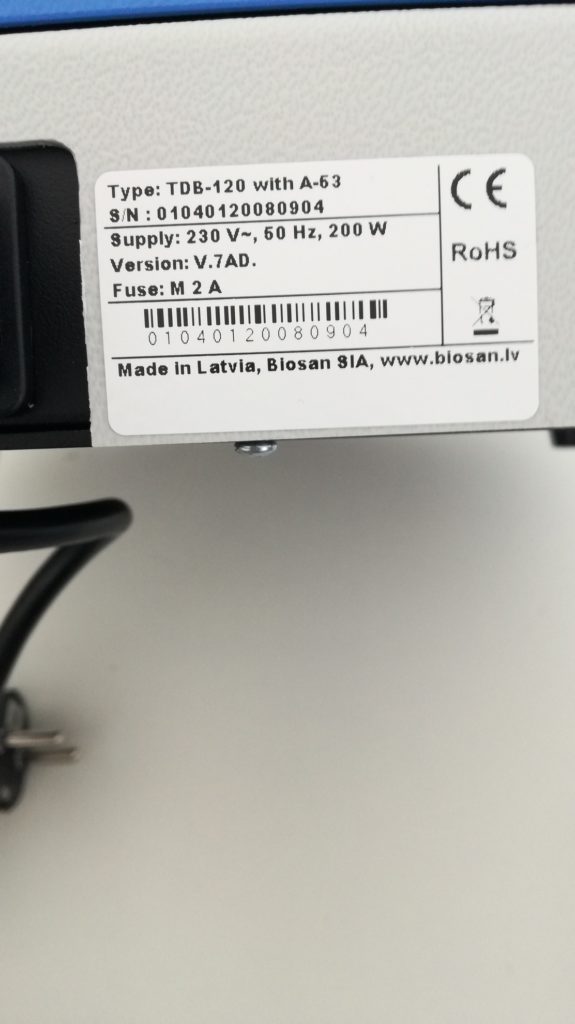 Type: TDB-120 with A-53
S/N : 01040120080904
Supply: 230 V~, 50 Hz, 200 W
Version: V.7AD.
Fuse: M 2 A
01040120080904
Made in Latvia, Biosan SIA, www.biosan.lv
CE
RoHS